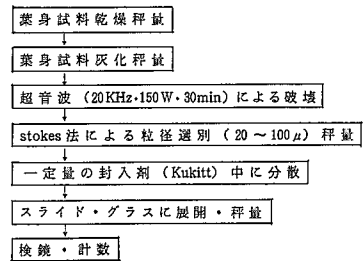 葉身試料乾燥秤量
葉身試料灰化秤量
超音波(20KHz・150W・30min)による破壊
stokes法による粒径選別(20~100μ)秤量
一定量の封入剤(Kukitt)中に分散
スライド・グラスに展開・秤量
検鏡・計数